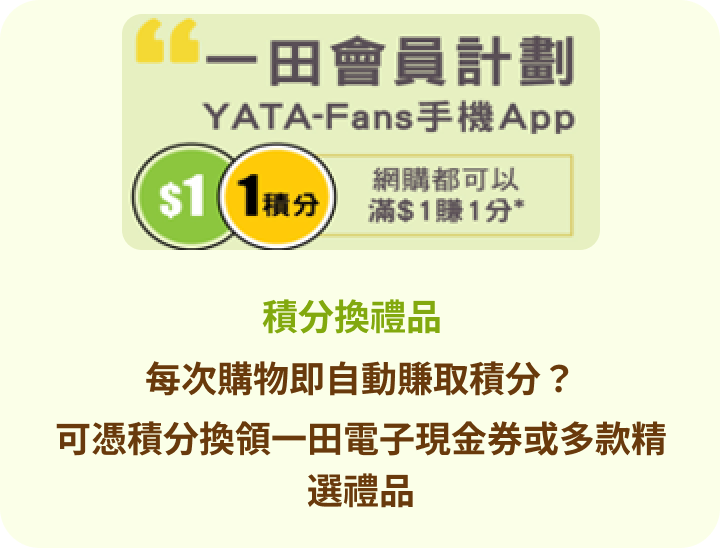 “一田會員計劃
YATA-Fans手機App
$1
1積分
網購都可以
滿$1賺1分*
積分換禮品
每次購物即自動賺取積分？
可憑積分換領一田電子現金券或多款精
選禮品